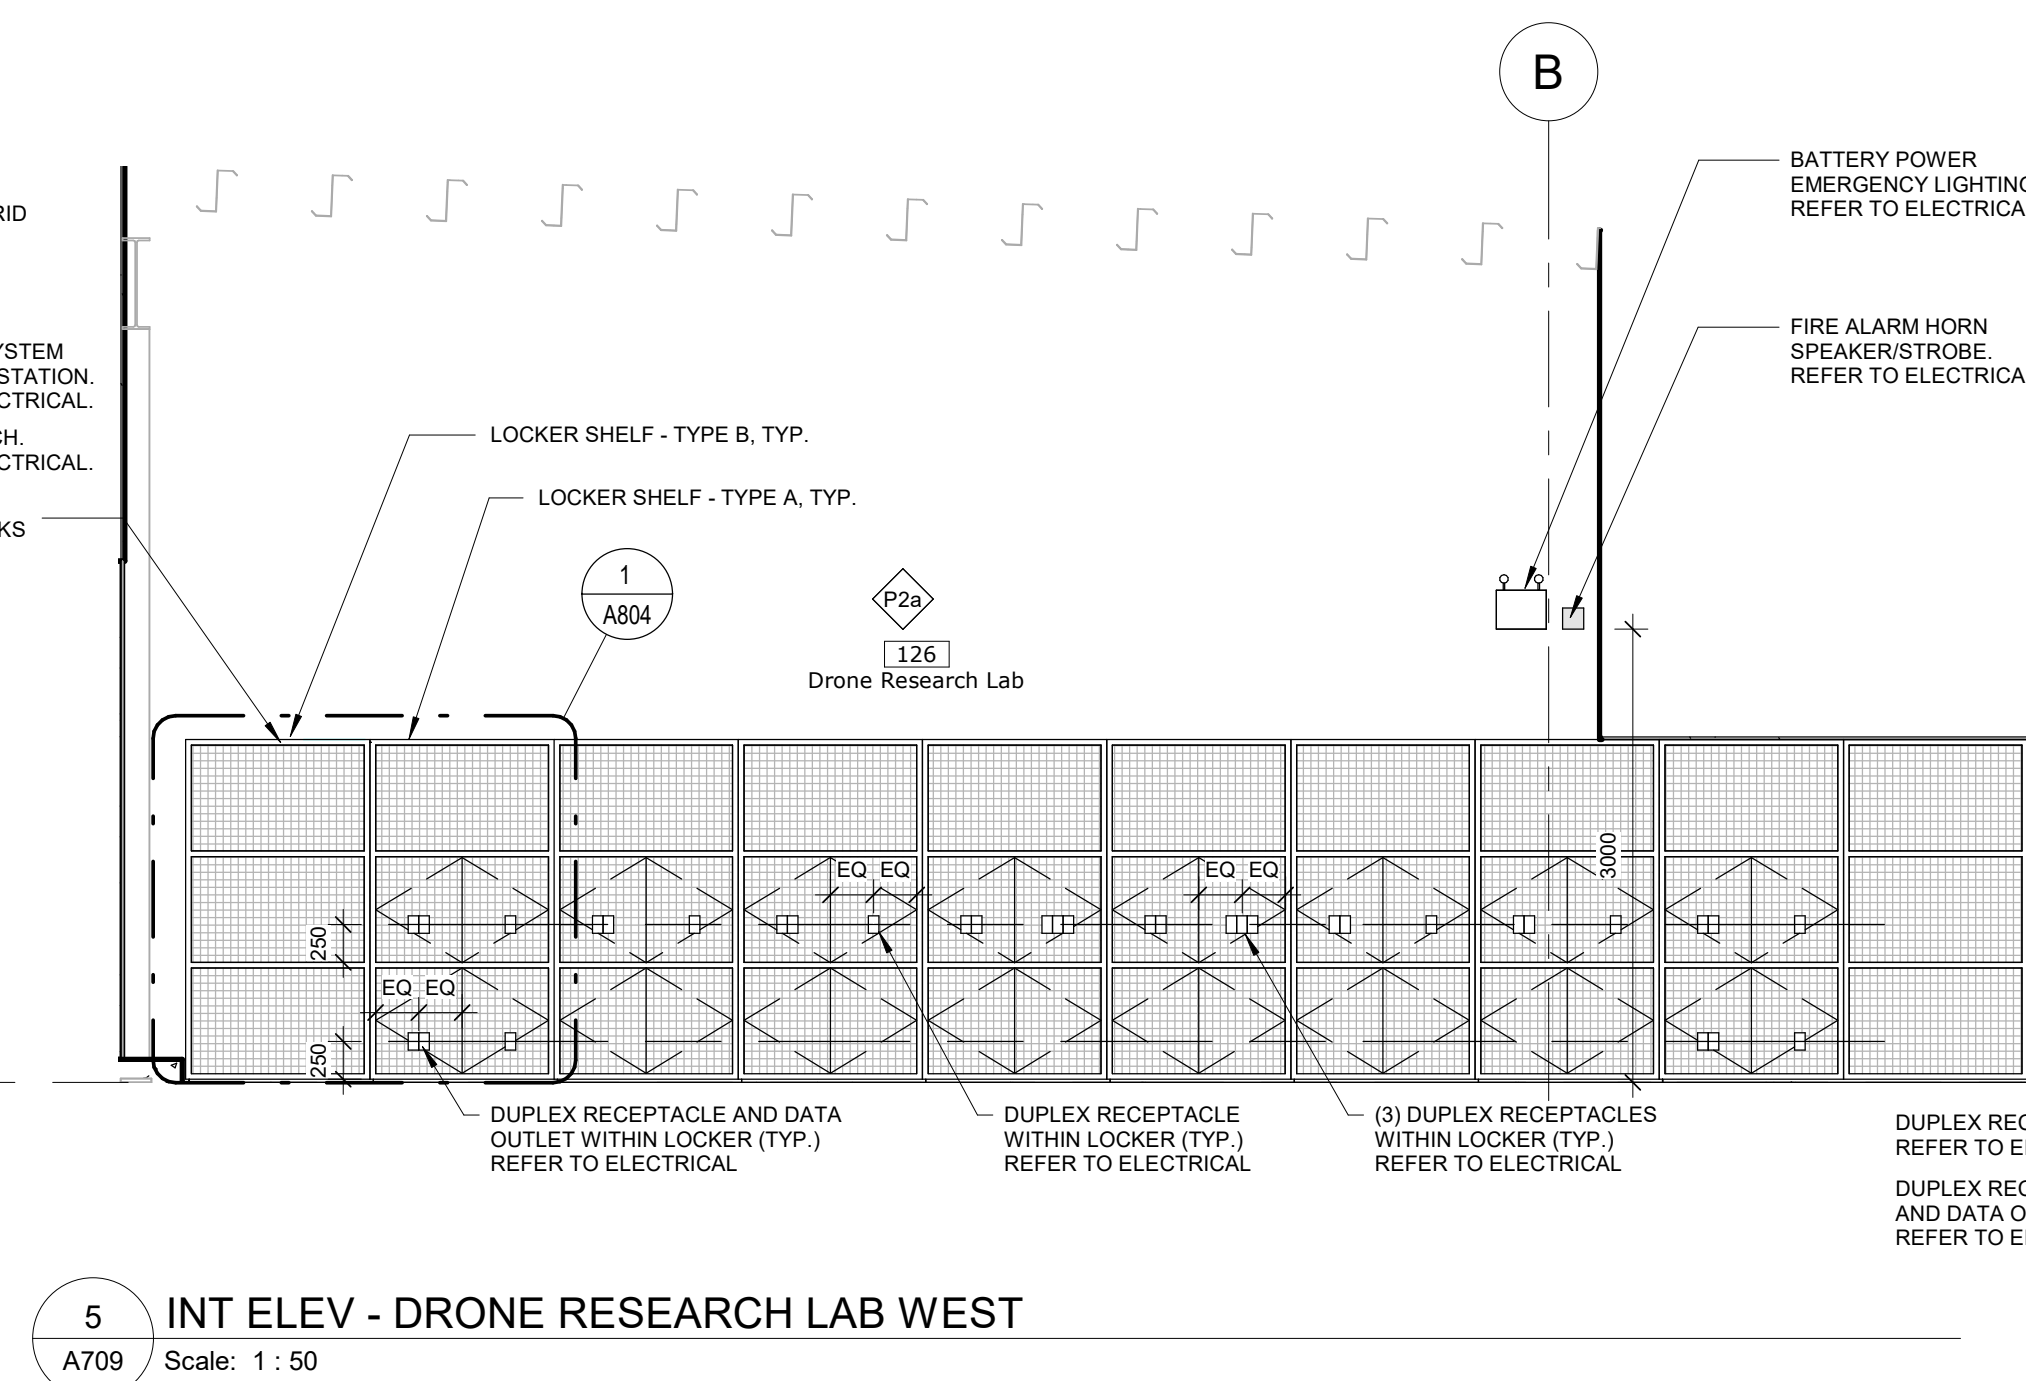 B
BATTERY POWER
EMERGENCY LIGHTING
REFER TO ELECTRICA
RID
YSTEM
STATION.
CTRICAL.
CH.
CTRICAL.
KS
FIRE ALARM HORN
SPEAKER/STROBE.
REFER TO ELECTRICA
LOCKER SHELF - TYPE B, TYP.
LOCKER SHELF - TYPE A, TYP.
1
A804
P2a
126
Drone Research Lab
3000
EQ EQ
EQ EQ
250
EQ EQ
250
DUPLEX RECEPTACLE AND DATA
OUTLET WITHIN LOCKER (TYP.)
REFER TO ELECTRICAL
DUPLEX RECEPTACLE
WITHIN LOCKER (TYP.)
REFER TO ELECTRICAL
(3) DUPLEX RECEPTACLES
WITHIN LOCKER (TYP.)
REFER TO ELECTRICAL
DUPLEX REC
REFER TO E
DUPLEX REC
AND DATA O
REFER TO E
5
A709
INT ELEV - DRONE RESEARCH LAB WEST
Scale: 1 : 50